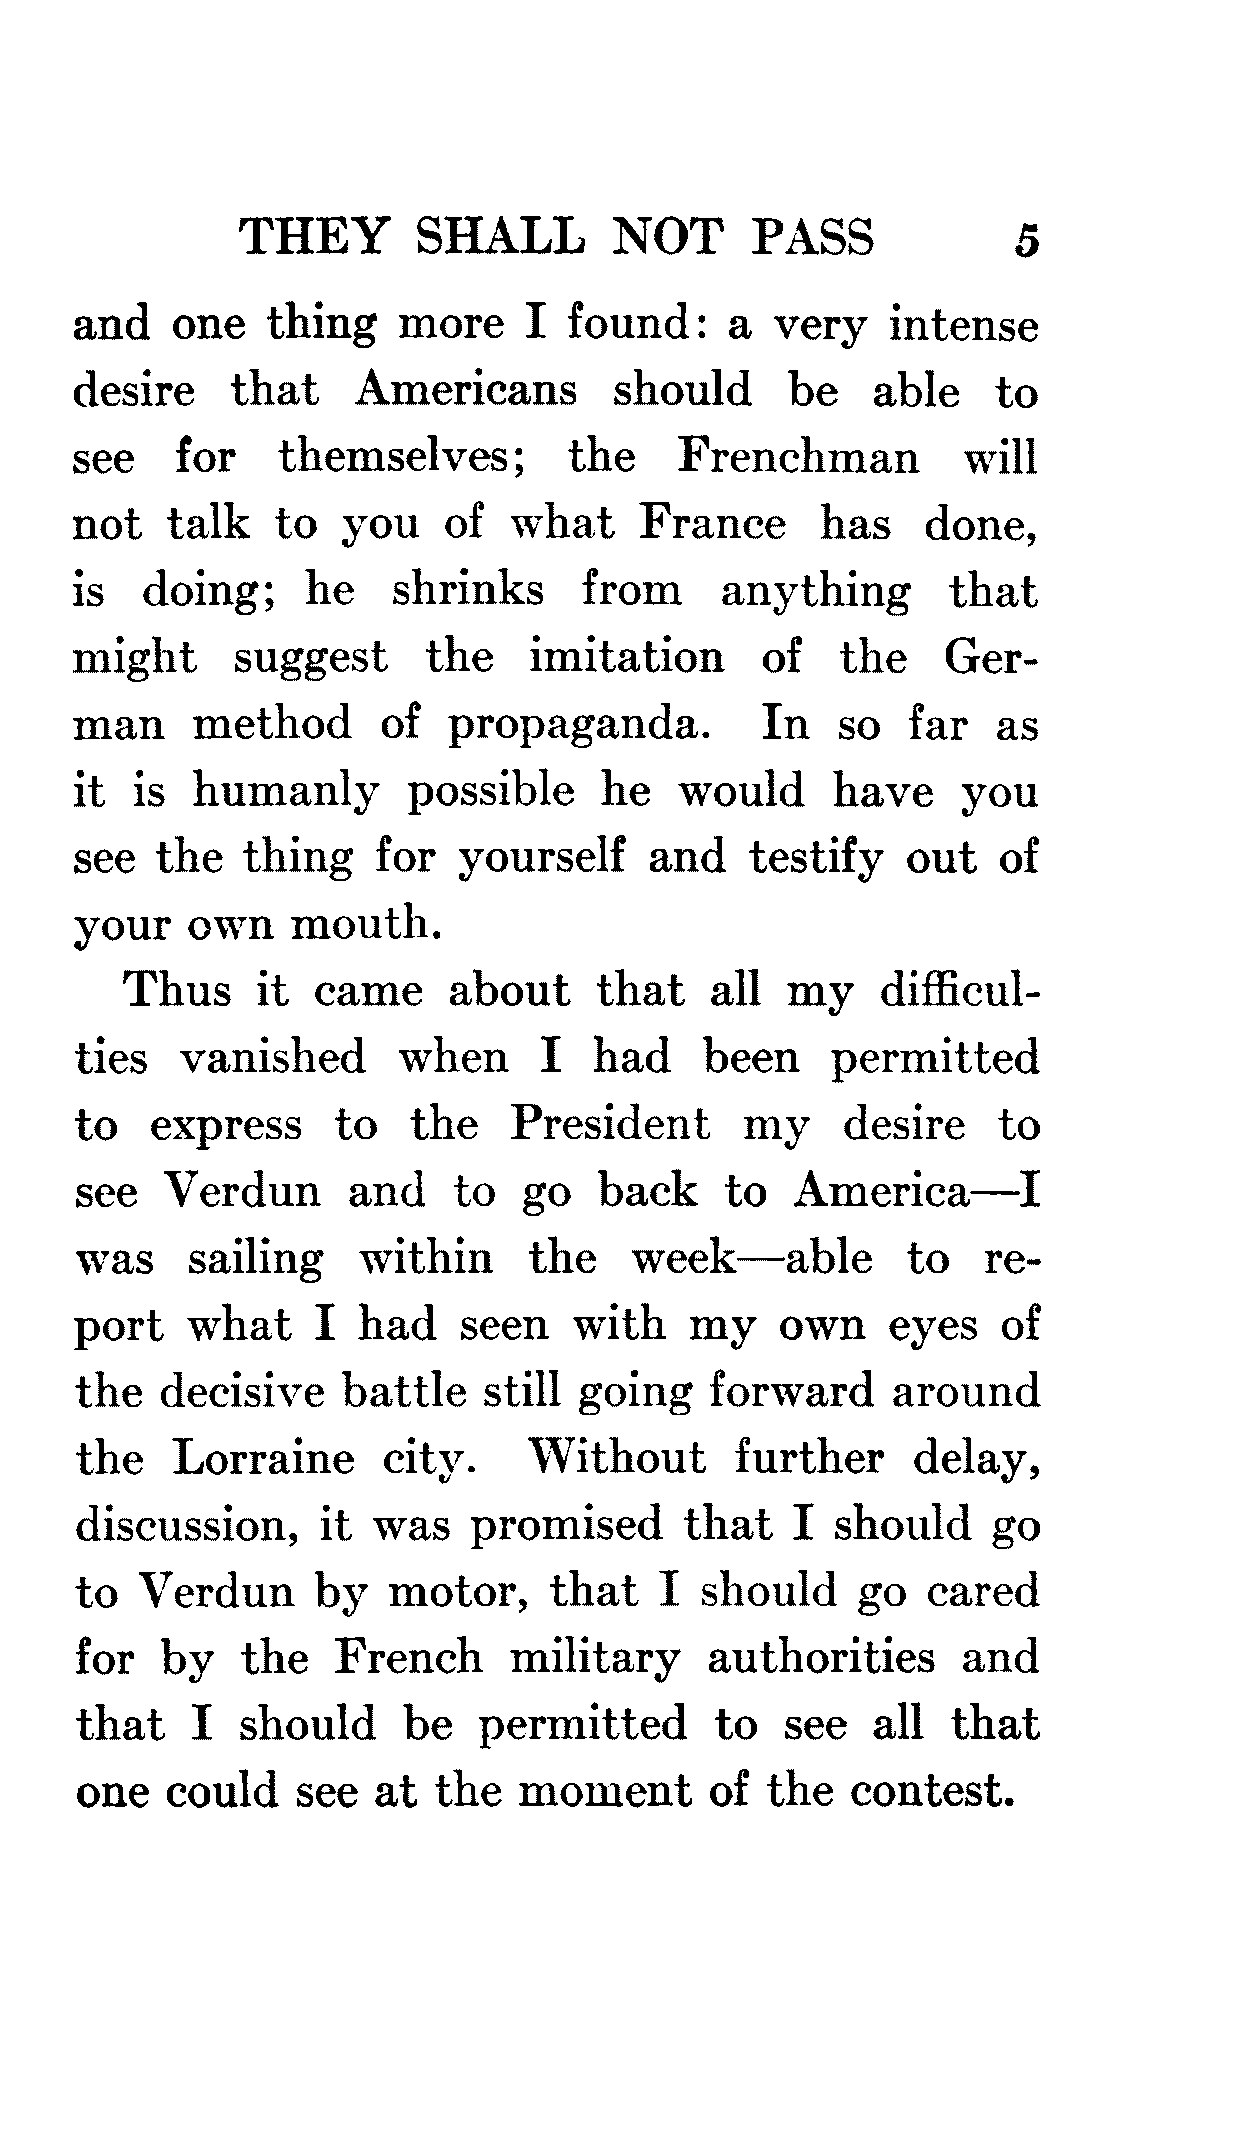 THEY SHALL NOT PASS 5
and one thing more I found: a very intense
desire that Americans should be able to
see for themselves; the Frenchman will
not talk to you of what France has done,
is doing; he shrinks from anything that
might suggest the imitation of the Ger-
man method of propaganda. In so far as
it is humanly possible he would have you
see the thing for yourself and testify out of
your own mouth.
Thus it came about that all my difficul-
ties vanished when I had been permitted
to express to the President my desire to
see Verdun and to go back to America—I
was sailing within the week—able to re-
port what I had seen with my own eyes of
the decisive battle still going forward around
the Lorraine city. Without further delay,
discussion, it was promised that I should go
to Verdun by motor, that I should go cared
for by the French military authorities and
that I should be permitted to see all that
one could see at the moment of the contest.